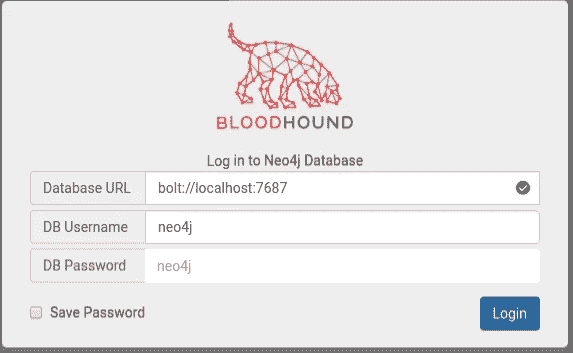 BLOODHOUND
Log in to Neo4j Database
Database URL bolt://localhost:7687
DB Username neo4j
DB Password neo4j
Save Password Login